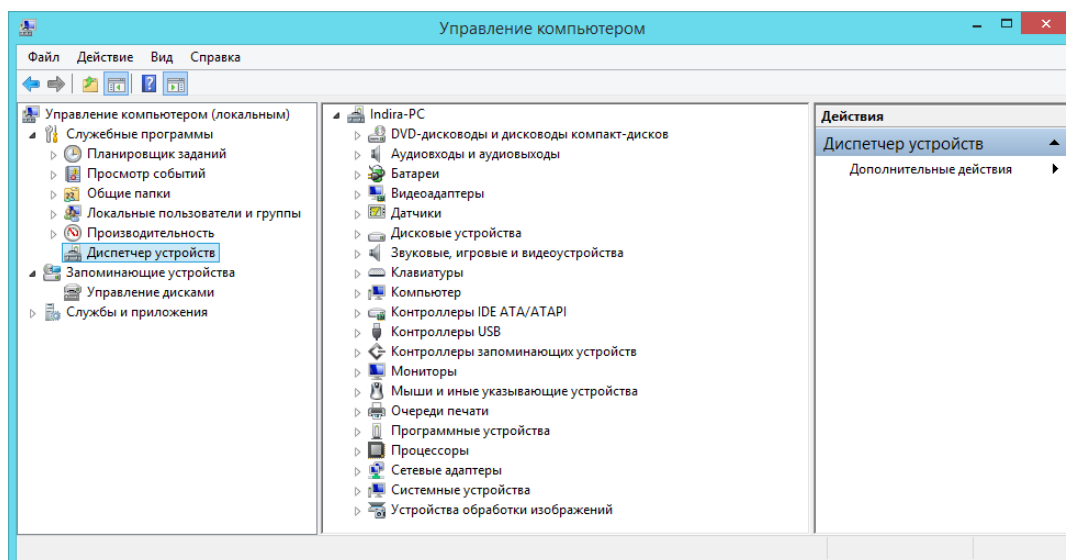 Управление компьютером
Файл Действие Вид Справка
Управление компьютером (локальным)
Служебные программы
Планировщик заданий
Просмотр событий
Общие папки
Локальные пользователи и группы
Производительность
Диспетчер устройств
Запоминающие устройства
Управление дисками
Службы и приложения
Indira-PC
DVD-дисководы и дисководы компакт-дисков
Аудиовходы и аудиовыходы
Батареи
Видеоадаптеры
Датчики
Дисковые устройства
Звуковые, игровые и видеоустройства
Клавиатуры
Компьютер
Контроллеры IDE ATA/ATAPI
Контроллеры USB
Контроллеры запоминающих устройств
Мониторы
Мыши и иные указывающие устройства
Очереди печати
Программные устройства
Процессоры
Сетевые адаптеры
Системные устройства
Устройства обработки изображений
Действия
Диспетчер устройств
Дополнительные действия